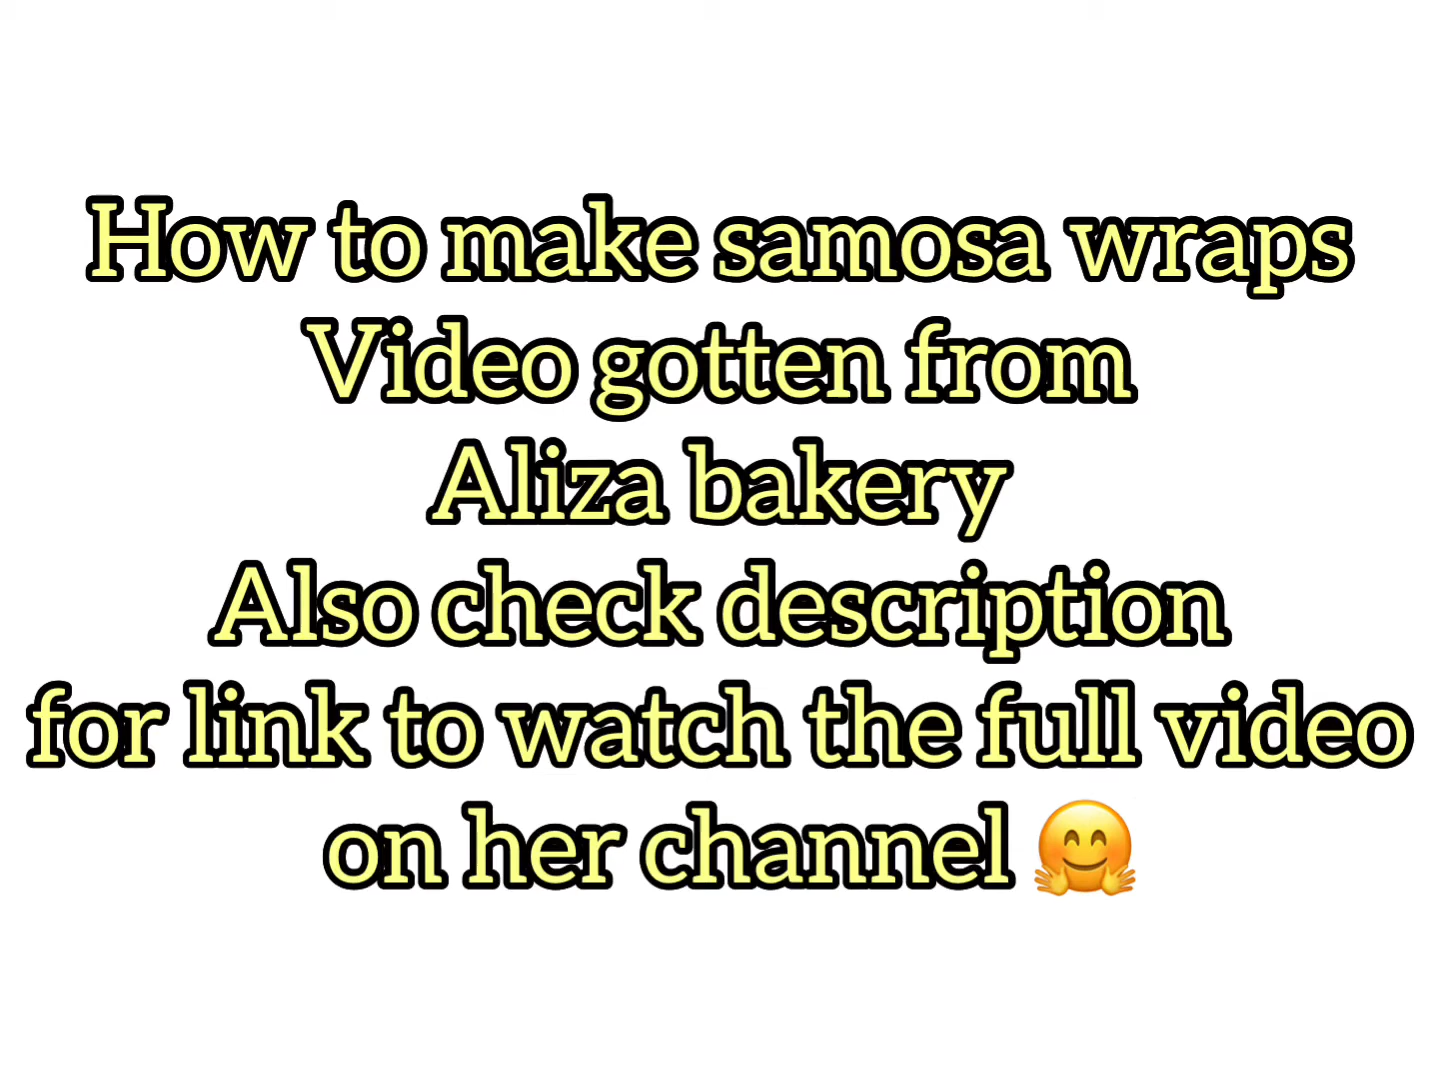 How to make samosa wraps
Video gotten from
Aliza bakery
Also check description
for link to watch the full video
on her channel 🤗